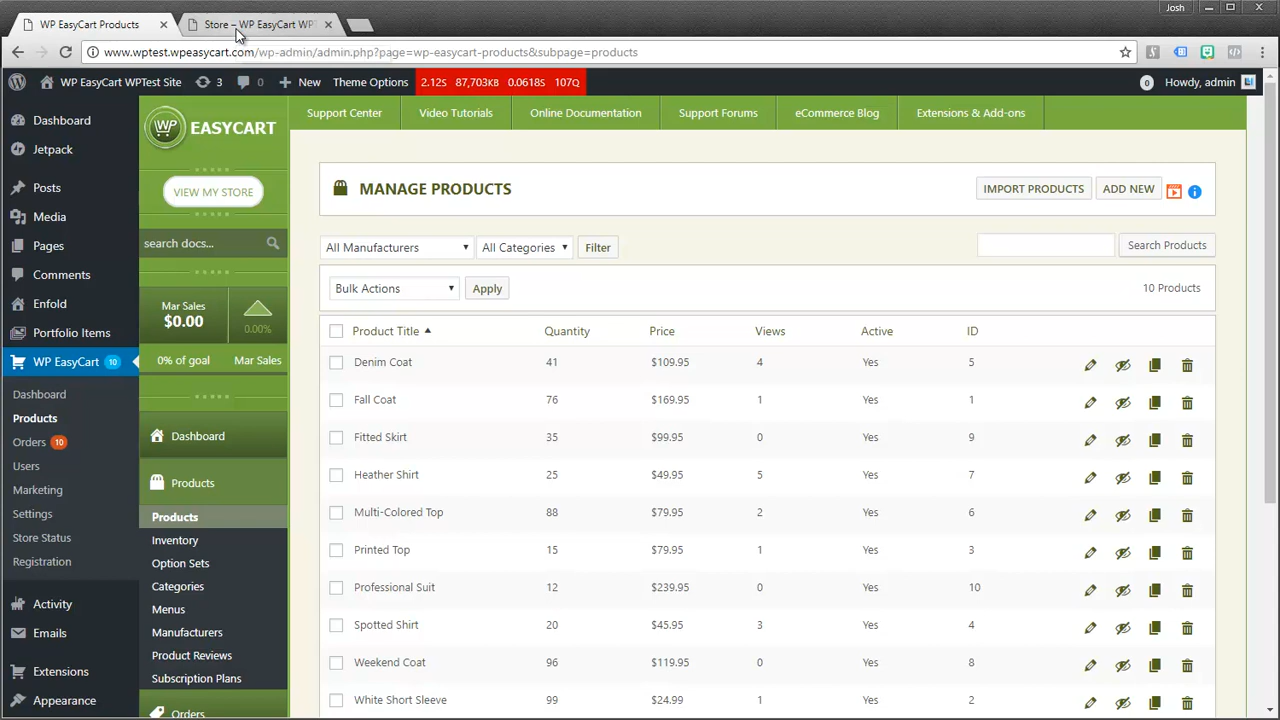 WP EasyCart Products
Store – WP EasyCart WPT
Josh
www.wptest.wpeasycart.com/wp-admin/admin.php?page=wp-easycart-products&subpage=products
WP EasyCart WPTest Site 3 0 New Theme Options 2.12S 87,703KB 0.0618S 107Q 0 Howdy, admin
Dashboard
Jetpack
Posts
Media
Pages
Comments
Enfold
Portfolio Items
WP EasyCart 10
Dashboard
Products
Orders 10
Users
Marketing
Settings
Store Status
Registration
Activity
Emails
Extensions
Appearance
WP EASYCART
VIEW MY STORE
search docs...
Mar Sales
$0.00
0.00%
0% of goal Mar Sales
Dashboard
Products
Products
Inventory
Option Sets
Categories
Menus
Manufacturers
Product Reviews
Subscription Plans
Orders
Support Center Video Tutorials Online Documentation Support Forums eCommerce Blog Extensions & Add-ons
MANAGE PRODUCTS
IMPORT PRODUCTS ADD NEW
All Manufacturers All Categories Filter Search Products
Bulk Actions Apply 10 Products
Product Title Quantity Price Views Active ID
Denim Coat 41 $109.95 4 Yes 5
Fall Coat 76 $169.95 1 Yes 1
Fitted Skirt 35 $99.95 0 Yes 9
Heather Shirt 25 $49.95 5 Yes 7
Multi-Colored Top 88 $79.95 2 Yes 6
Printed Top 15 $79.95 1 Yes 3
Professional Suit 12 $239.95 0 Yes 10
Spotted Shirt 20 $45.95 3 Yes 4
Weekend Coat 96 $119.95 0 Yes 8
White Short Sleeve 99 $24.99 1 Yes 2